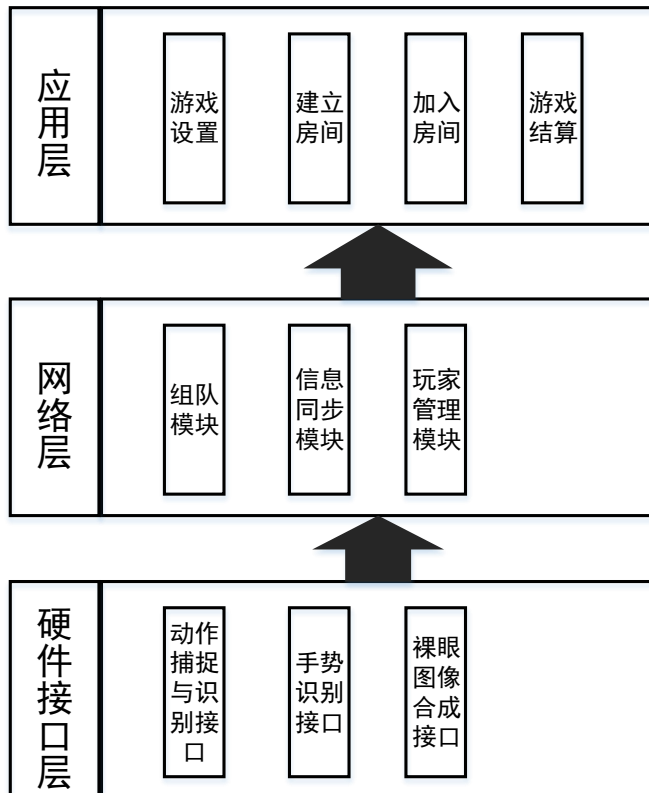 应用层
游戏
设置
建立
房间
加入
房间
游戏
结算
网络层
组队
模块
信息
同步
模块
玩家
管理
模块
硬件接口层
动作
捕捉
与识
别接
口
手势
识别
接口
裸眼
图像
合成
接口